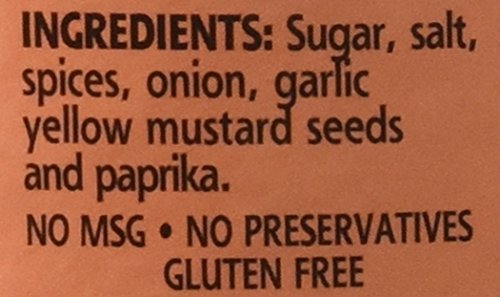 INGREDIENTS: Sugar, salt,
spices, onion, garlic
yellow mustard seeds
and paprika.
NO MSG • NO PRESERVATIVES
GLUTEN FREE